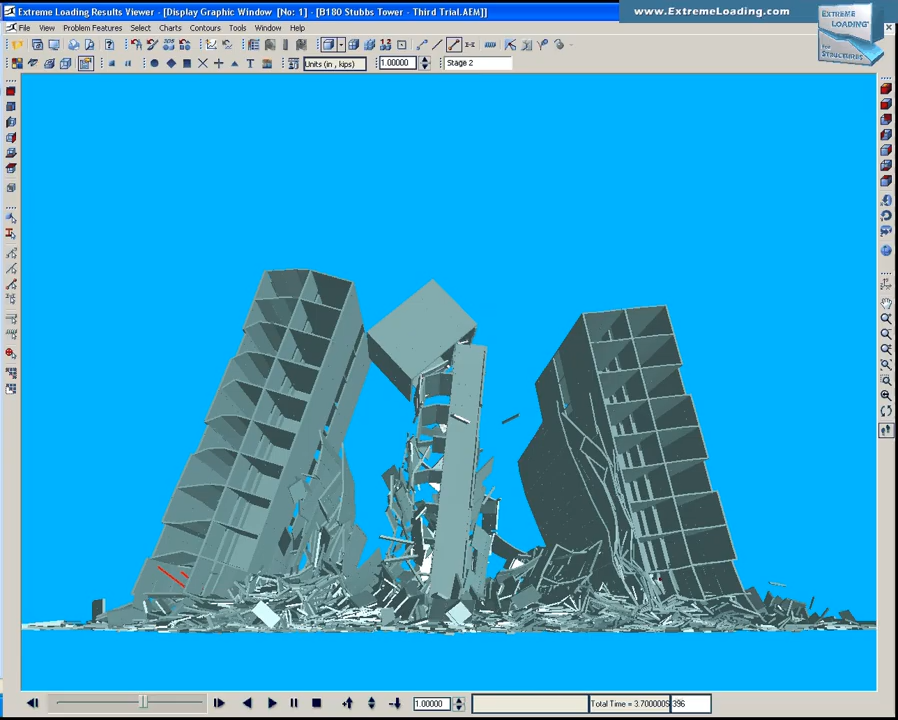 Extreme Loading Results Viewer - [Display Graphic Window [No: 1] - [B180 Stubbs Tower - Third Trial.AEM]]
www.ExtremeLoading.com
EXTREME
LOADING
FOR
STRUCTURES
File View Problem Features Select Charts Contours Tools Window Help
Units (in , kips) 1.00000 Stage 2
1.00000 Total Time = 3.700000S 396